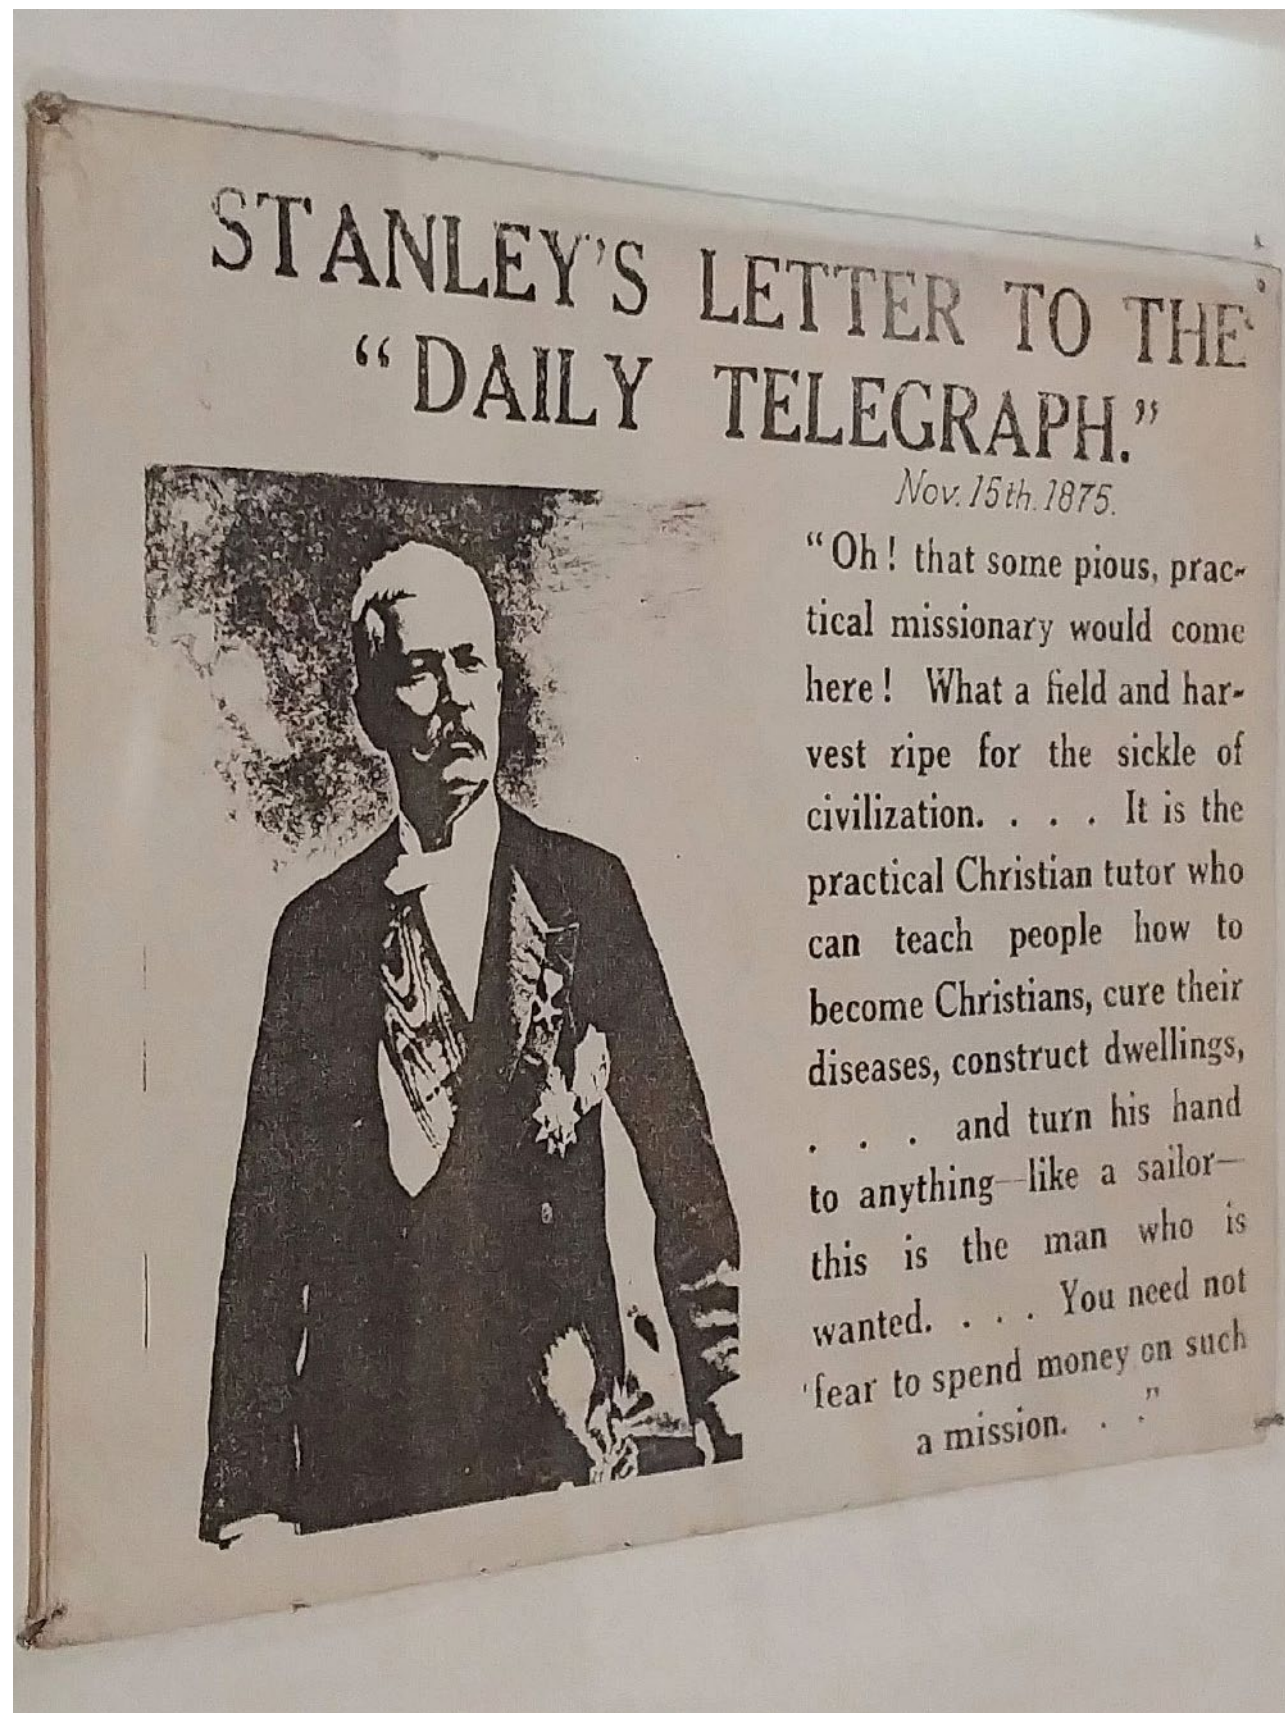 STANLEY'S LETTER TO THE
"DAILY TELEGRAPH."
Nov. 15th. 1875.
"Oh! that some pious, prac-
tical missionary would come
here! What a field and har-
vest ripe for the sickle of
civilization. . . . It is the
practical Christian tutor who
can teach people how to
become Christians, cure their
diseases, construct dwellings,
. . . and turn his hand
to anything—like a sailor—
this is the man who is
wanted. . . . You need not
fear to spend money on such
a mission. . ."